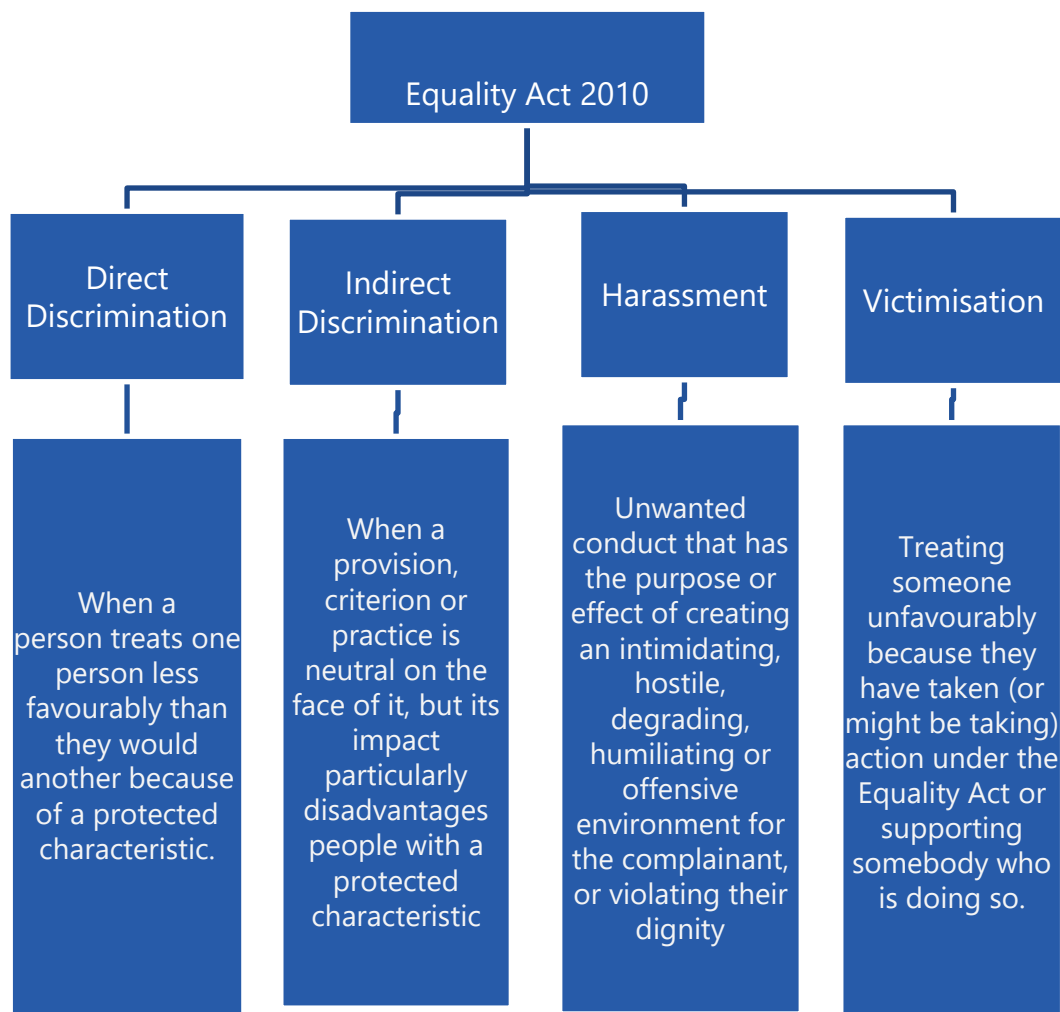 Equality Act 2010
Direct
Discrimination
Indirect
Discrimination
Harassment
Victimisation
When a
person treats one
person less
favourably than
they would
another because
of a protected
characteristic.
When a
provision,
criterion or
practice is
neutral on the
face of it, but its
impact
particularly
disadvantages
people with a
protected
characteristic
Unwanted
conduct that has
the purpose or
effect of creating
an intimidating,
hostile,
degrading,
humiliating or
offensive
environment for
the complainant,
or violating their
dignity
Treating
someone
unfavourably
because they
have taken (or
might be taking)
action under the
Equality Act or
supporting
somebody who
is doing so.